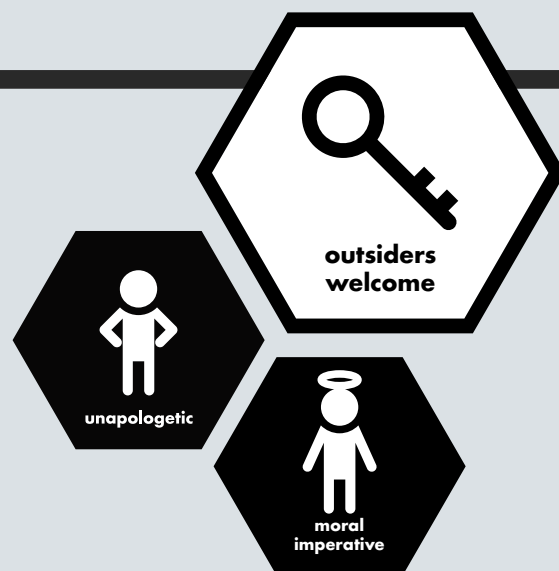 outsiders
welcome
unapologetic
moral
imperative